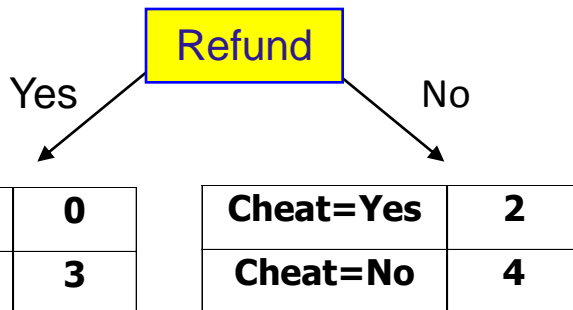 Refund
Yes No
0 Cheat=Yes 2
3 Cheat=No 4